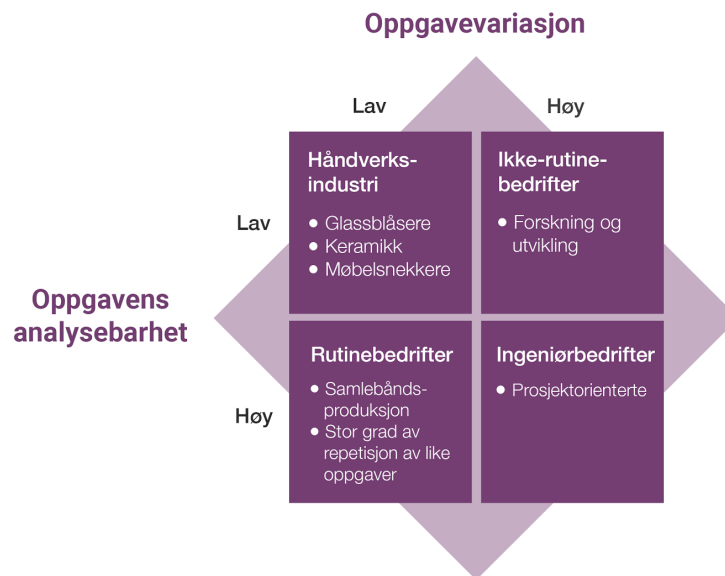 Oppgavevariasjon
Lav
Høy
Håndverks-
industri
• Glassblåsere
• Keramikk
• Møbelsnekkere
Ikke-rutine-
bedrifter
• Forskning og
utvikling
Lav
Oppgavens
analysebarhet
Rutinebedrifter
• Samlebånds-
produksjon
• Stor grad av
repetisjon av like
oppgaver
Ingeniørbedrifter
• Prosjektorienterte
Høy